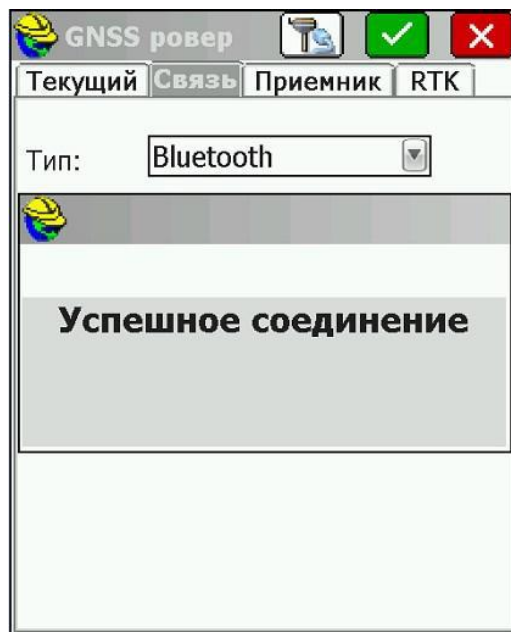 GNSS ровер
Текущий Связь Приемник RTK
Тип: Bluetooth
Успешное соединение